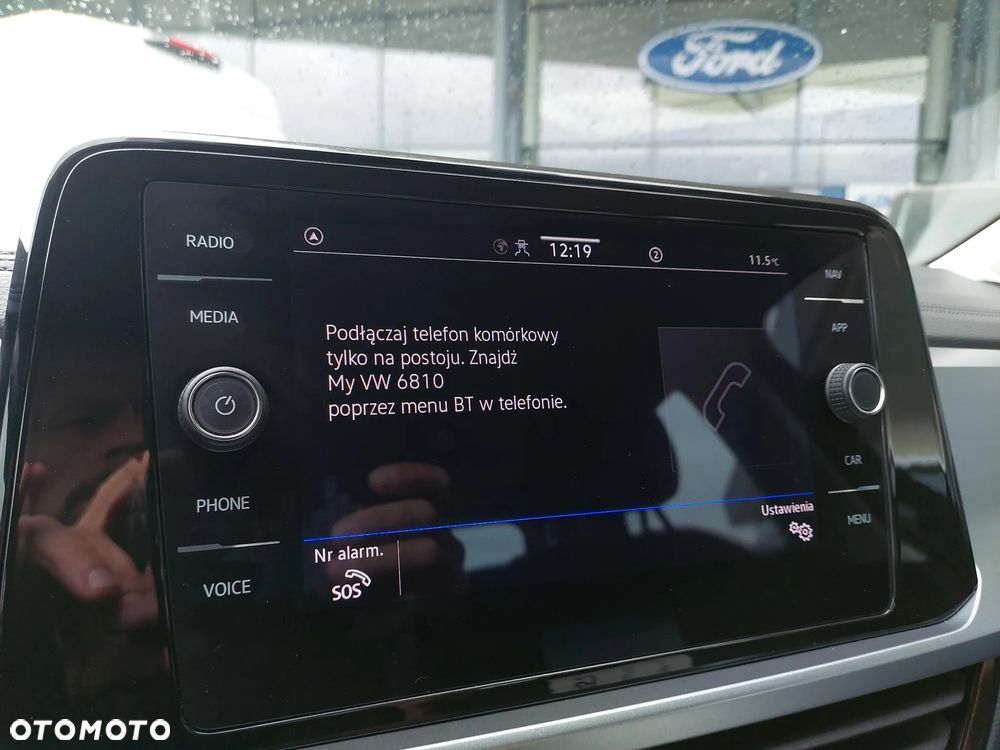 Ford
RADIO
MEDIA
PHONE
VOICE
12:19
2
11.5°C
Podłączaj telefon komórkowy
tylko na postoju. Znajdź
My VW 6810
poprzez menu BT w telefonie.
Ustawienia
Nr alarm.
SOS
NAV
APP
CAR
MENU
OTOMOTO